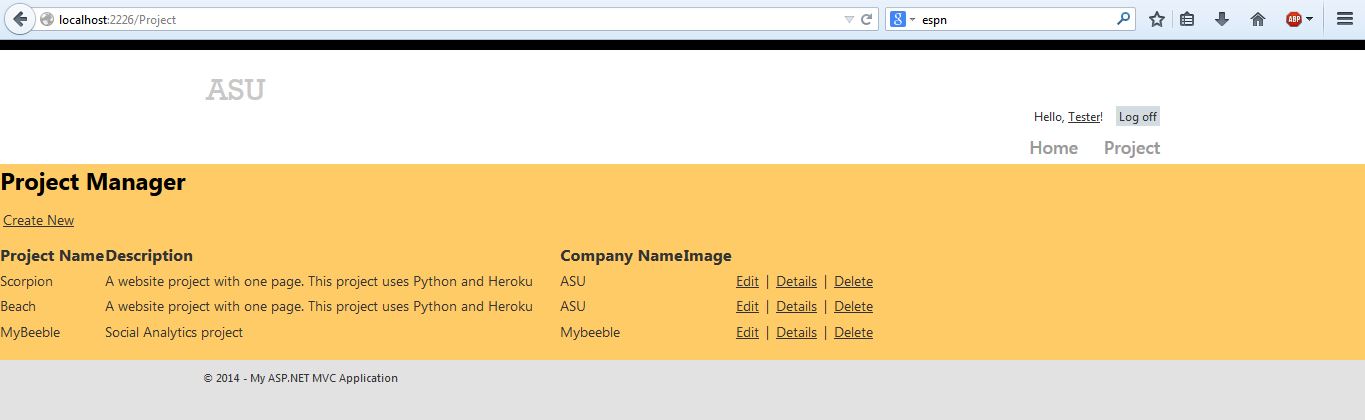 localhost:2226/Project
espn
ABP
ASU
Hello, Tester! Log off
Home Project
Project Manager
Create New
Project Name Description Company Name Image
Scorpion A website project with one page. This project uses Python and Heroku ASU Edit | Details | Delete
Beach A website project with one page. This project uses Python and Heroku ASU Edit | Details | Delete
MyBeeble Social Analytics project Mybeeble Edit | Details | Delete
© 2014 - My ASP.NET MVC Application